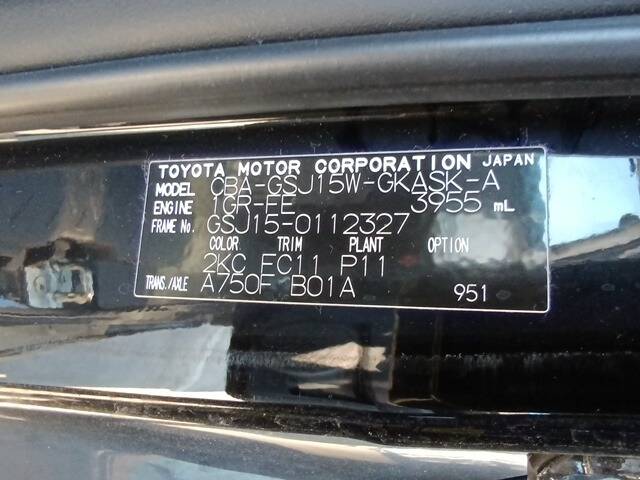 TOYOTA MOTOR CORPORATION JAPAN
MODEL CBA-GSJ15W-GKASK-A
ENGINE 1GR-FE 3955 mL
FRAME No. GSJ15-0112327
COLOR TRIM PLANT OPTION
2KC FC11 P11
TRANS./AXLE A750F B01A 951